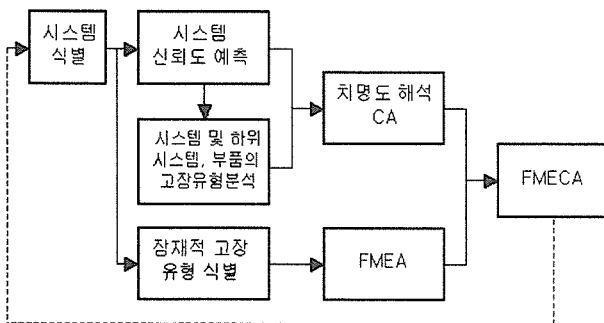 시스템
식별
시스템
신뢰도 예측
시스템 및 하위
시스템, 부품의
고장유형분석
치명도 해석
CA
잠재적 고장
유형 식별
FMEA
FMECA